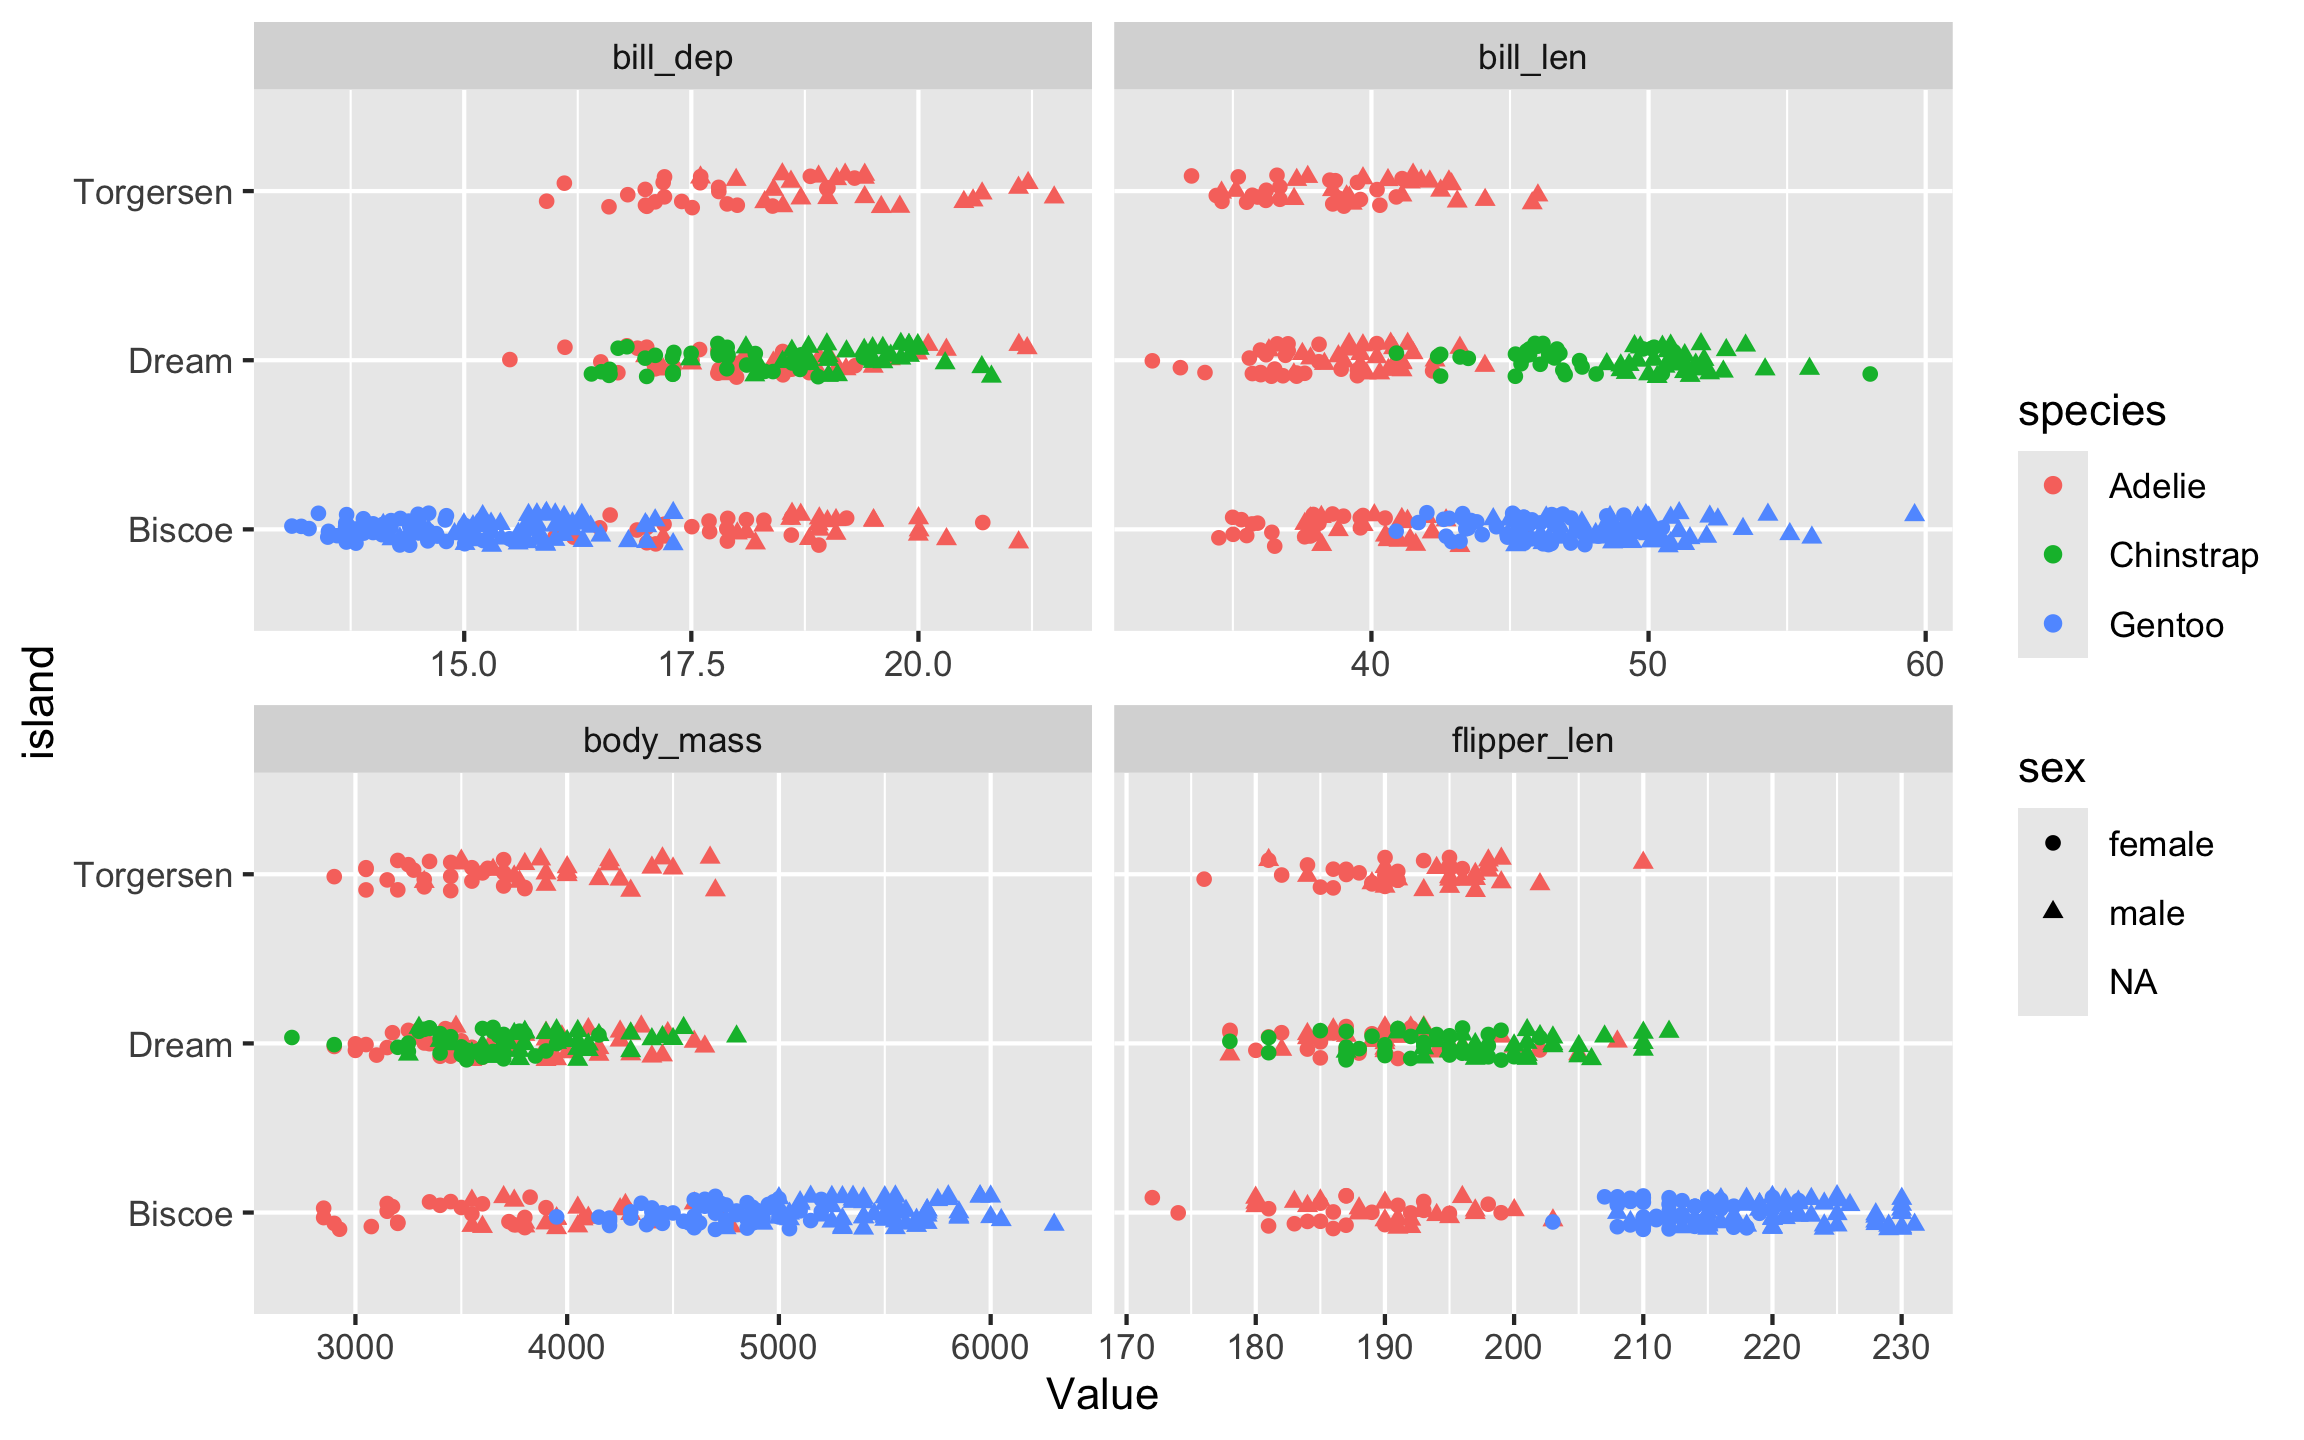 bill_dep
bill_len
Torgersen
Dream
Biscoe
15.0 17.5 20.0
40 50 60
body_mass
flipper_len
Torgersen
Dream
Biscoe
3000 4000 5000 6000
170 180 190 200 210 220 230
Value
island
species
Adelie
Chinstrap
Gentoo
sex
female
male
NA